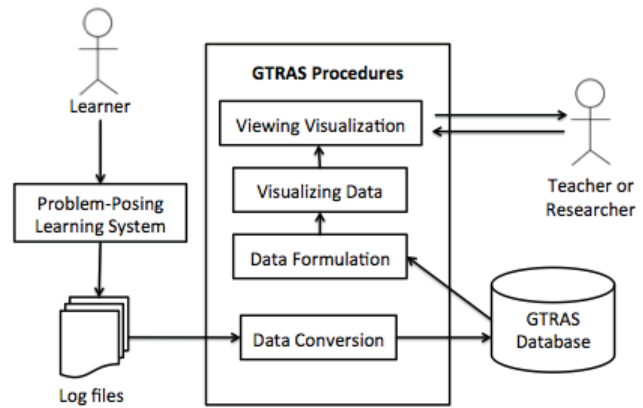 Learner
Problem-Posing
Learning System
Log files
GTRAS Procedures
Viewing Visualization
Visualizing Data
Data Formulation
Data Conversion
Teacher or
Researcher
GTRAS
Database